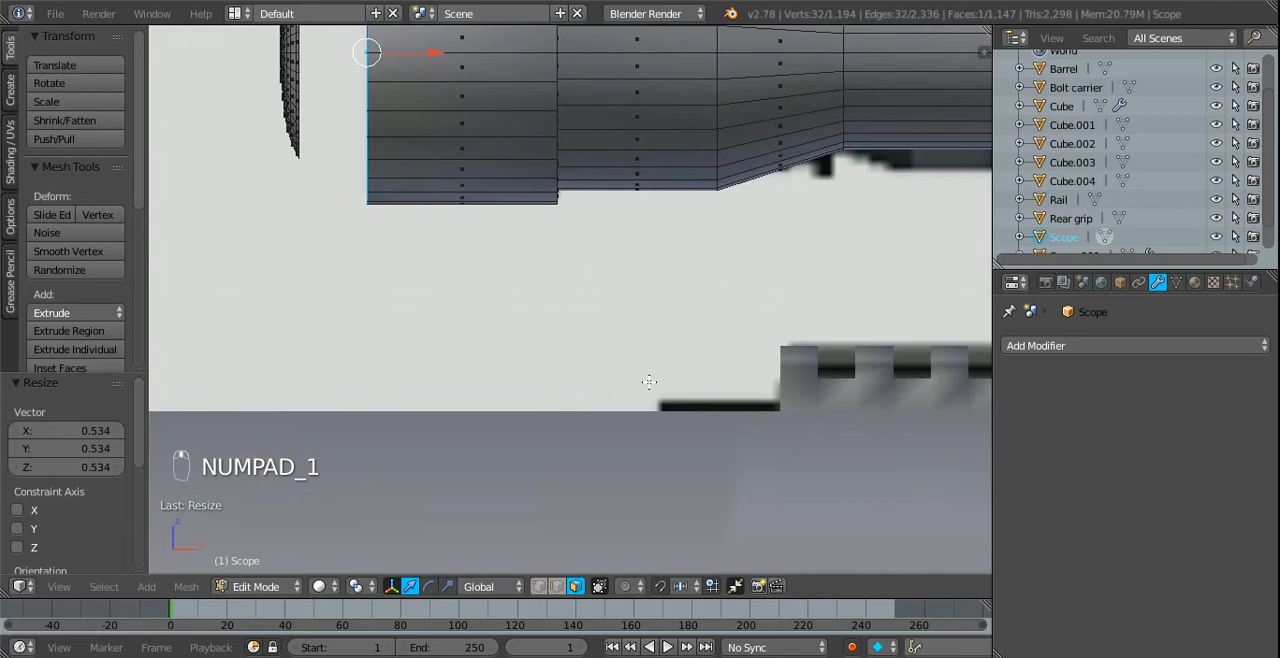 File Render Window Help Default Scene Blender Render v2.78 | Verts:32/1,194 | Edges:32/2,336 | Faces:1/1,147 | Tris:2,298 | Mem:20.79M | Scope
Tools
Create
Shading / UVs
Options
Grease Pencil
Transform
Translate
Rotate
Scale
Shrink/Fatten
Push/Pull
Mesh Tools
Deform:
Slide Ed Vertex
Noise
Smooth Vertex
Randomize
Add:
Extrude
Extrude Region
Extrude Individual
Inset Faces
Resize
Vector
X: 0.534
Y: 0.534
Z: 0.534
Constraint Axis
X
Y
Z
Orientation
NUMPAD_1
Last: Resize
z
(1) Scope
View Search All Scenes
World
Barrel
Bolt carrier
Cube
Cube.001
Cube.002
Cube.003
Cube.004
Rail
Rear grip
Scope
Scope
Add Modifier
View Select Add Mesh Edit Mode Global
-40 -20 0 20 40 60 80 100 120 140 160 180 200 220 240 260
View Marker Frame Playback Start: 1 End: 250 1 No Sync